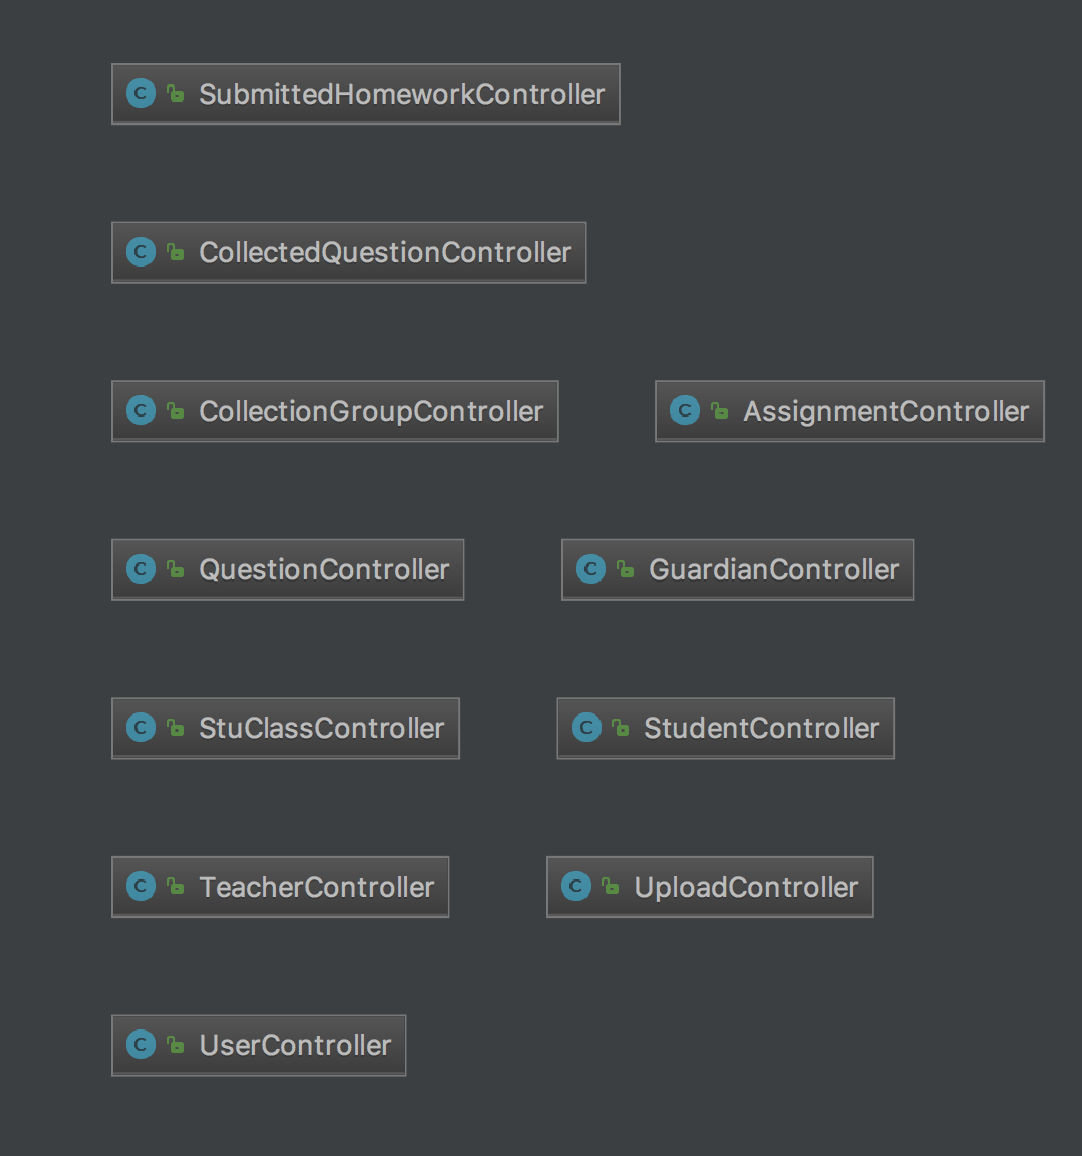 C SubmittedHomeworkController
C CollectedQuestionController
C CollectionGroupController
C AssignmentController
C QuestionController
C GuardianController
C StuClassController
C StudentController
C TeacherController
C UploadController
C UserController